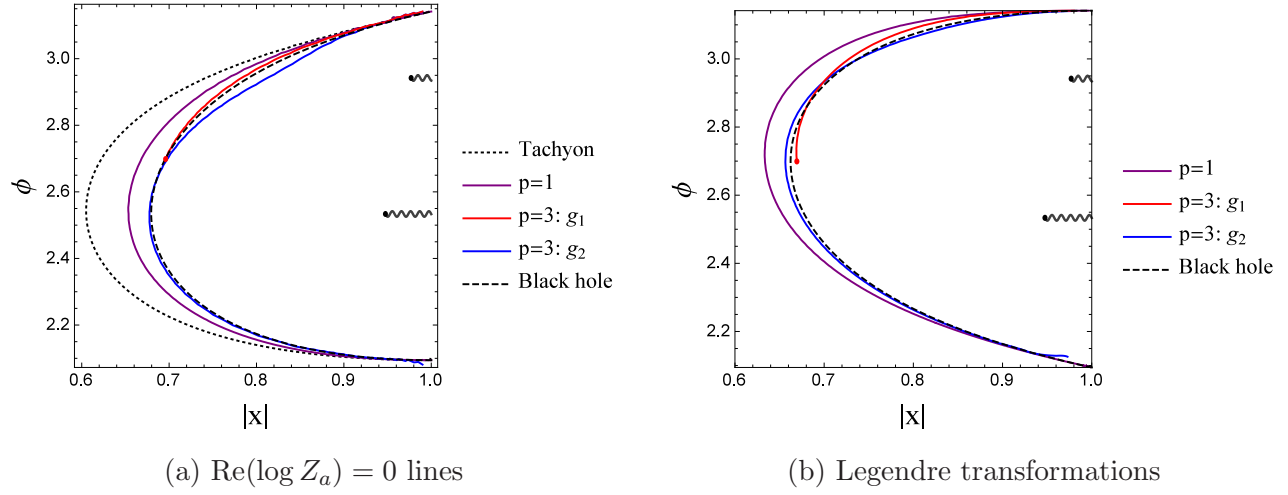 3.0
2.8
2.6
2.4
2.2
0.6 0.7 0.8 0.9 1.0
ϕ
|x|
Tachyon
p=1
p=3: g₁
p=3: g₂
Black hole
(a) Re(log Zₐ) = 0 lines
3.0
2.8
2.6
2.4
2.2
0.6 0.7 0.8 0.9 1.0
ϕ
|x|
p=1
p=3: g₁
p=3: g₂
Black hole
(b) Legendre transformations